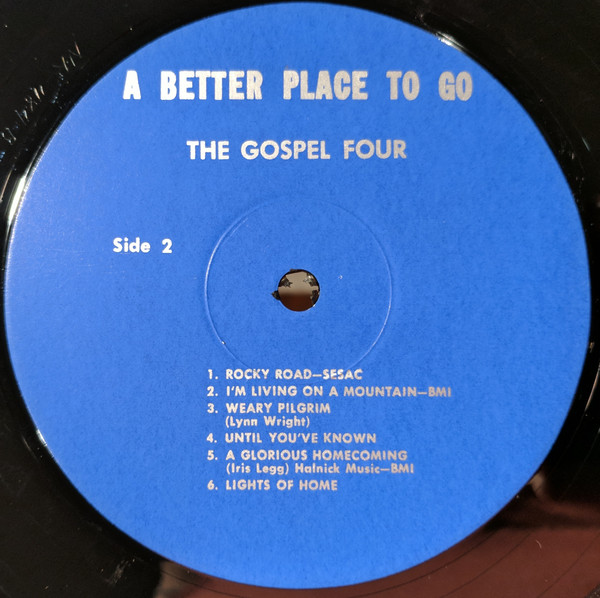 A BETTER PLACE TO GO
THE GOSPEL FOUR
Side 2
1. ROCKY ROAD—SESAC
2. I'M LIVING ON A MOUNTAIN—BMI
3. WEARY PILGRIM
(Lynn Wright)
4. UNTIL YOU'VE KNOWN
5. A GLORIOUS HOMECOMING
(Iris Legg) Hafnick Music—BMI
6. LIGHTS OF HOME